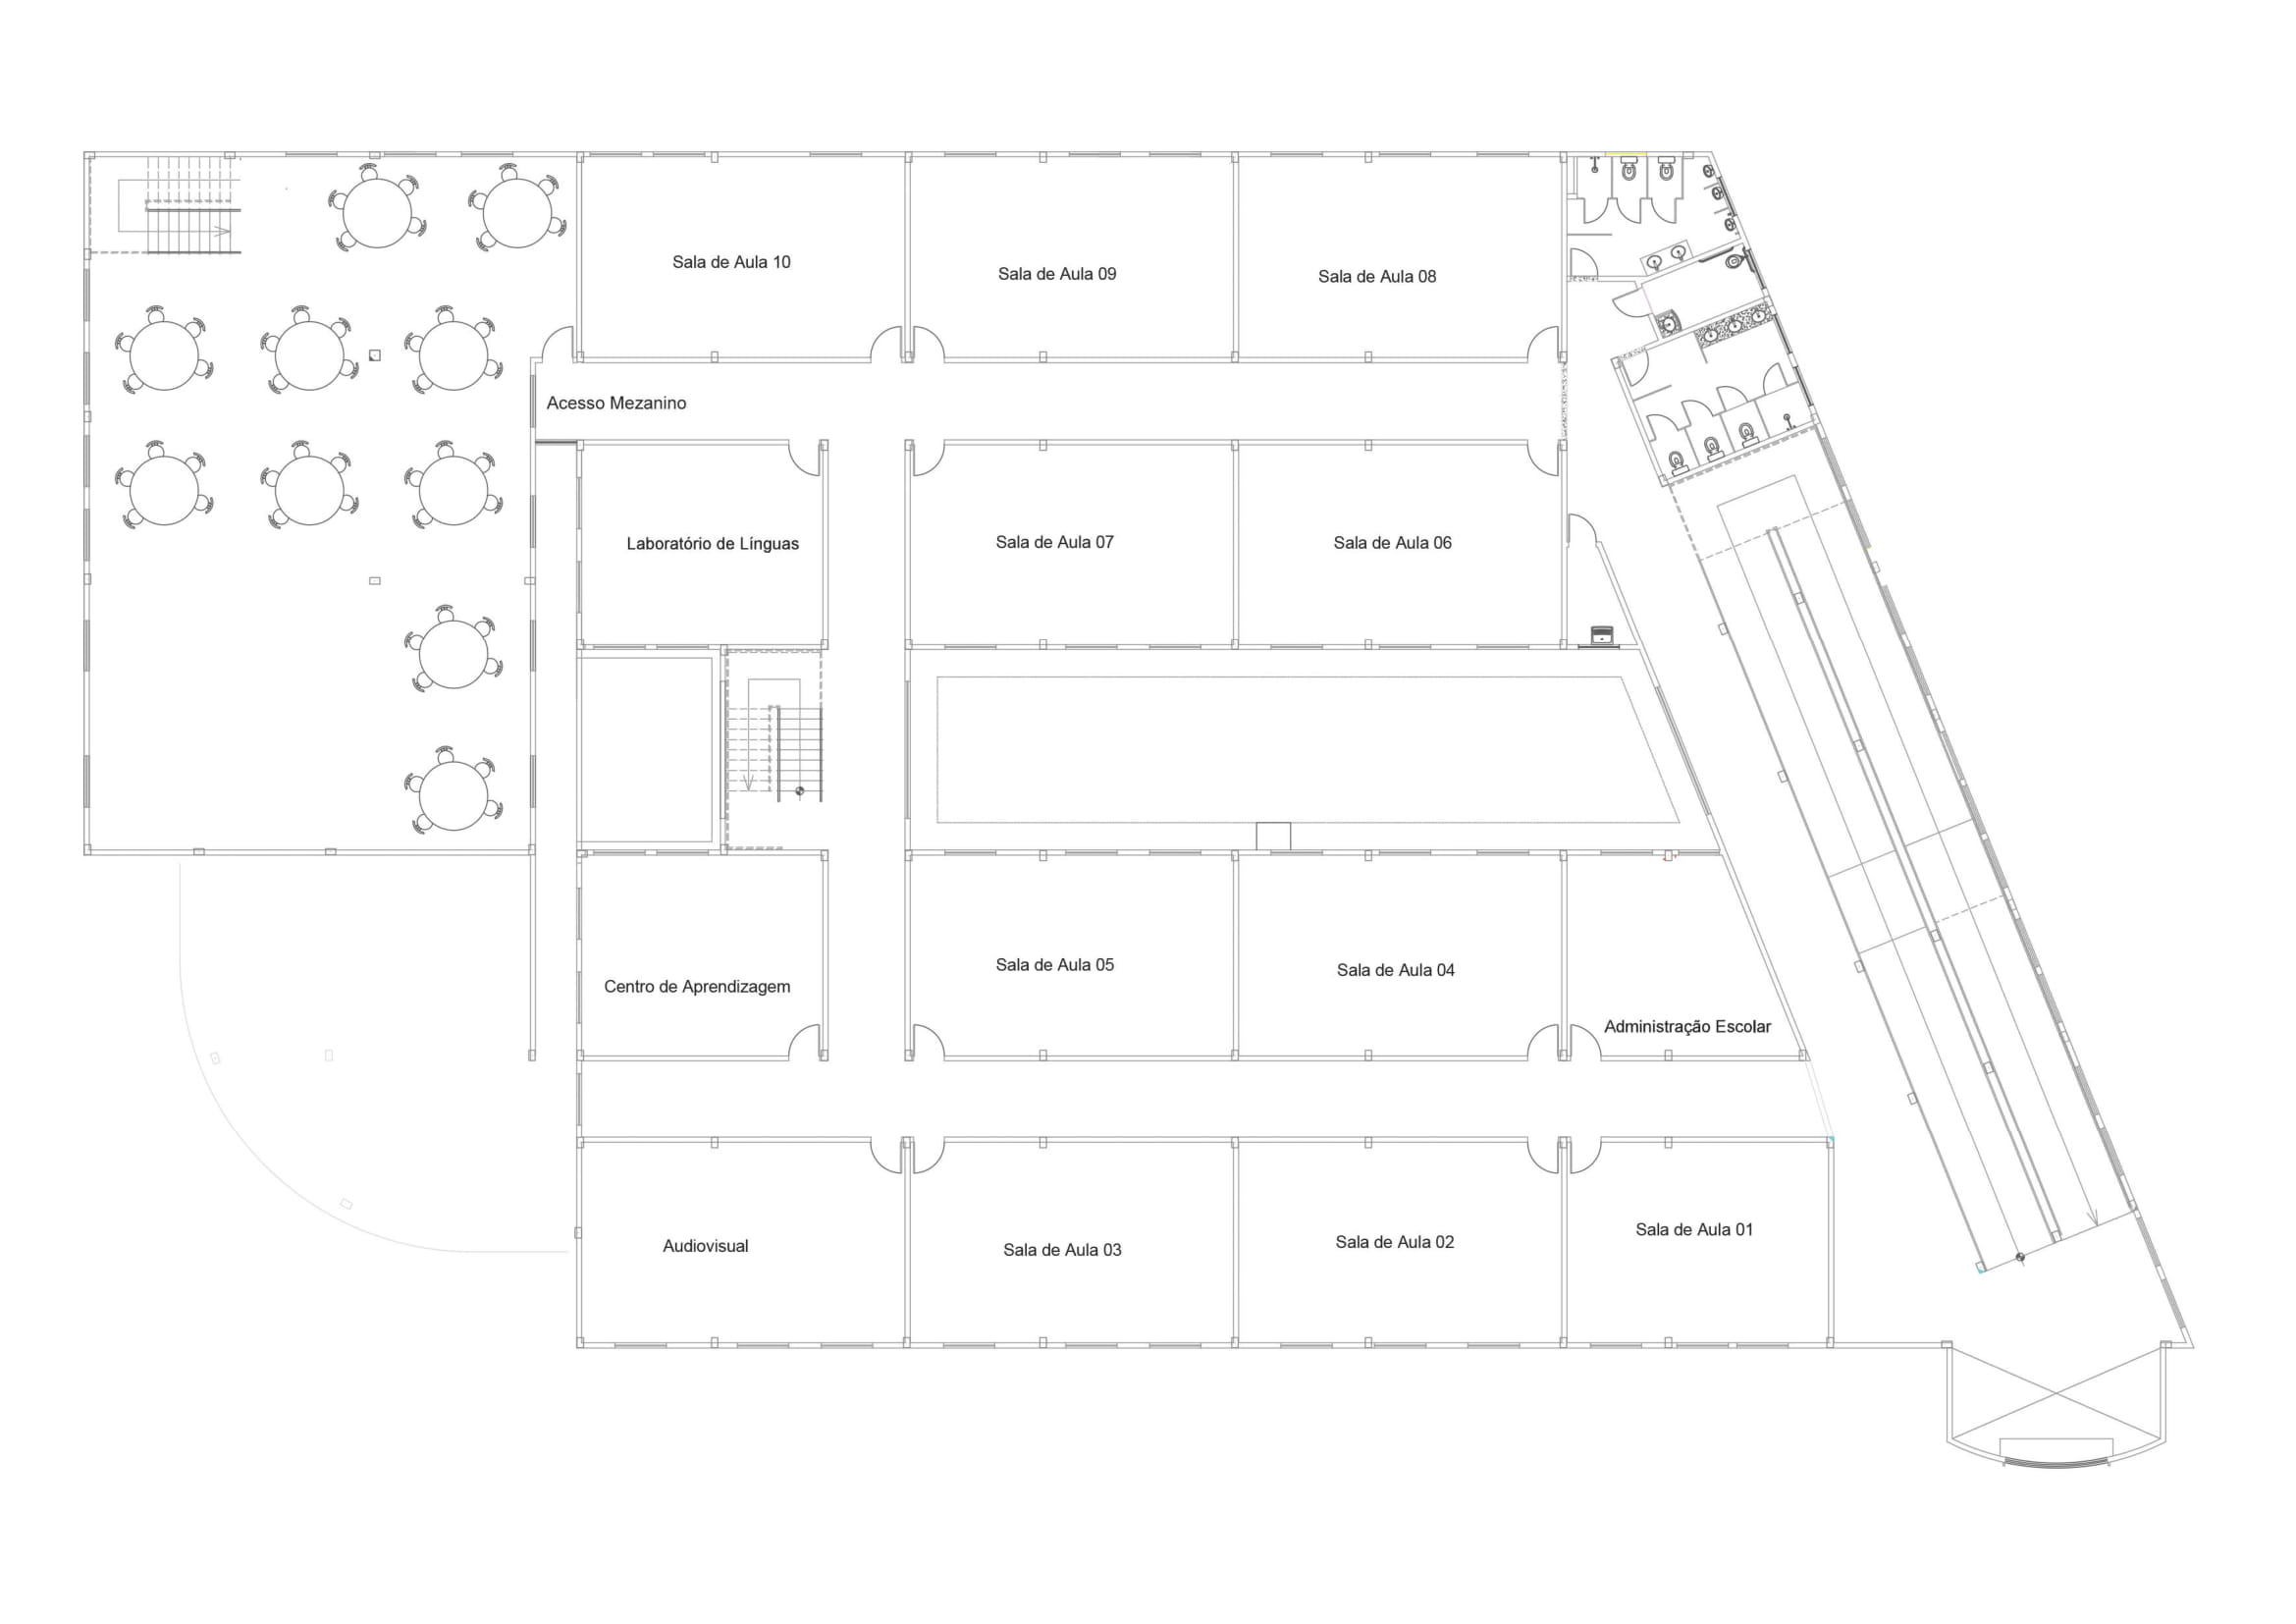 Sala de Aula 10
Sala de Aula 09
Sala de Aula 08
Acesso Mezanino
Laboratório de Línguas
Sala de Aula 07
Sala de Aula 06
Centro de Aprendizagem
Sala de Aula 05
Sala de Aula 04
Administração Escolar
Audiovisual
Sala de Aula 03
Sala de Aula 02
Sala de Aula 01